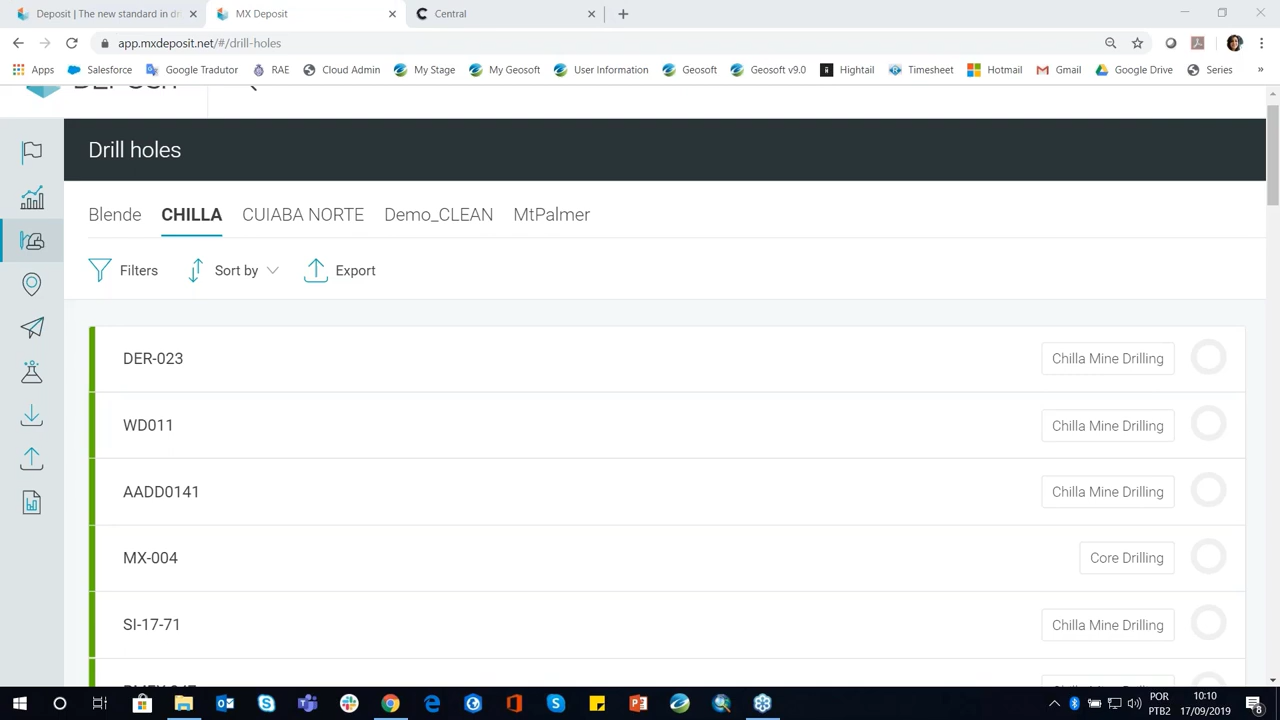 Deposit | The new standard in dri
MX Deposit
Central
app.mxdeposit.net/#/drill-holes
Apps Salesforce Google Tradutor RAE Cloud Admin My Stage My Geosoft User Information Geosoft Geosoft v9.0 Hightail Timesheet Hotmail Gmail Google Drive Series »
Drill holes
Blende CHILLA CUIABA NORTE Demo_CLEAN MtPalmer
Filters Sort by Export
DER-023 Chilla Mine Drilling
WD011 Chilla Mine Drilling
AADD0141 Chilla Mine Drilling
MX-004 Core Drilling
SI-17-71 Chilla Mine Drilling
POR 10:10
PTB2 17/09/2019 8